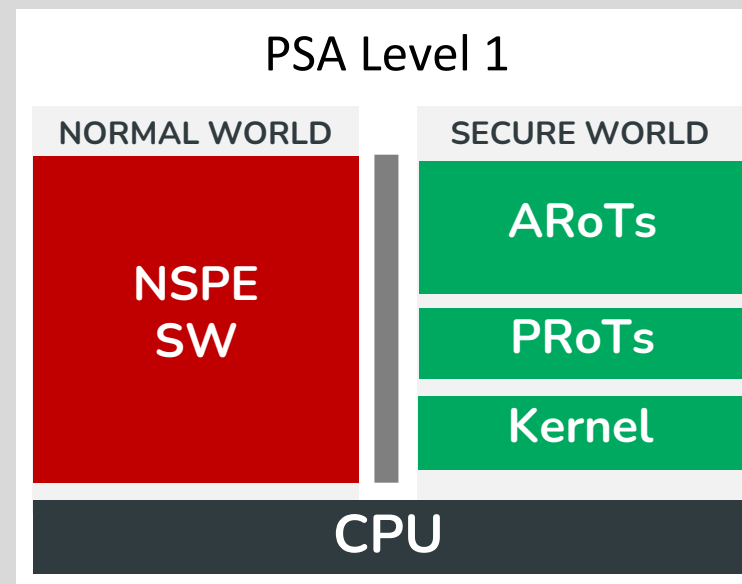 PSA Level 1
NORMAL WORLD
NSPE
SW
SECURE WORLD
ARoTs
PRoTs
Kernel
CPU